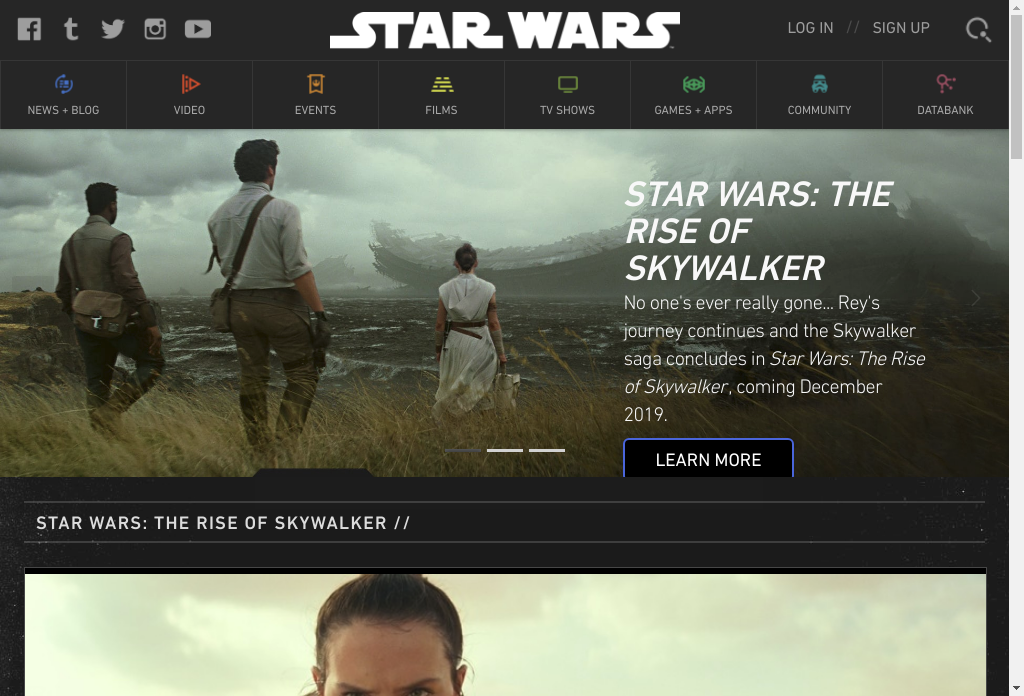 STAR WARS
LOG IN // SIGN UP
NEWS + BLOG
VIDEO
EVENTS
FILMS
TV SHOWS
GAMES + APPS
COMMUNITY
DATABANK
STAR WARS: THE
RISE OF
SKYWALKER
No one's ever really gone... Rey's
journey continues and the Skywalker
saga concludes in Star Wars: The Rise
of Skywalker, coming December
2019.
LEARN MORE
STAR WARS: THE RISE OF SKYWALKER //